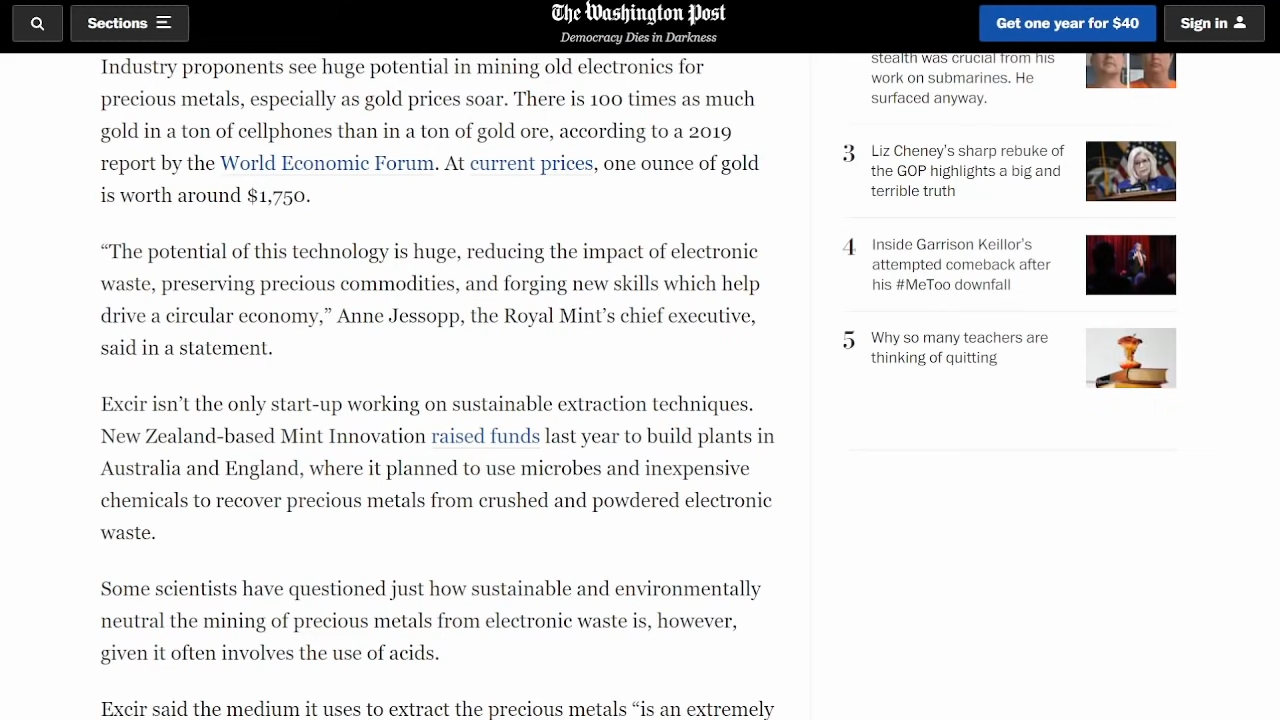 Sections
The Washington Post
Democracy Dies in Darkness
Get one year for $40
Sign in
Industry proponents see huge potential in mining old electronics for
precious metals, especially as gold prices soar. There is 100 times as much
gold in a ton of cellphones than in a ton of gold ore, according to a 2019
report by the World Economic Forum. At current prices, one ounce of gold
is worth around $1,750.
“The potential of this technology is huge, reducing the impact of electronic
waste, preserving precious commodities, and forging new skills which help
drive a circular economy,” Anne Jessopp, the Royal Mint’s chief executive,
said in a statement.
Excir isn’t the only start-up working on sustainable extraction techniques.
New Zealand-based Mint Innovation raised funds last year to build plants in
Australia and England, where it planned to use microbes and inexpensive
chemicals to recover precious metals from crushed and powdered electronic
waste.
Some scientists have questioned just how sustainable and environmentally
neutral the mining of precious metals from electronic waste is, however,
given it often involves the use of acids.
Excir said the medium it uses to extract the precious metals “is an extremely
stealth was crucial from his
work on submarines. He
surfaced anyway.
3
Liz Cheney’s sharp rebuke of
the GOP highlights a big and
terrible truth
4
Inside Garrison Keillor’s
attempted comeback after
his #MeToo downfall
5
Why so many teachers are
thinking of quitting